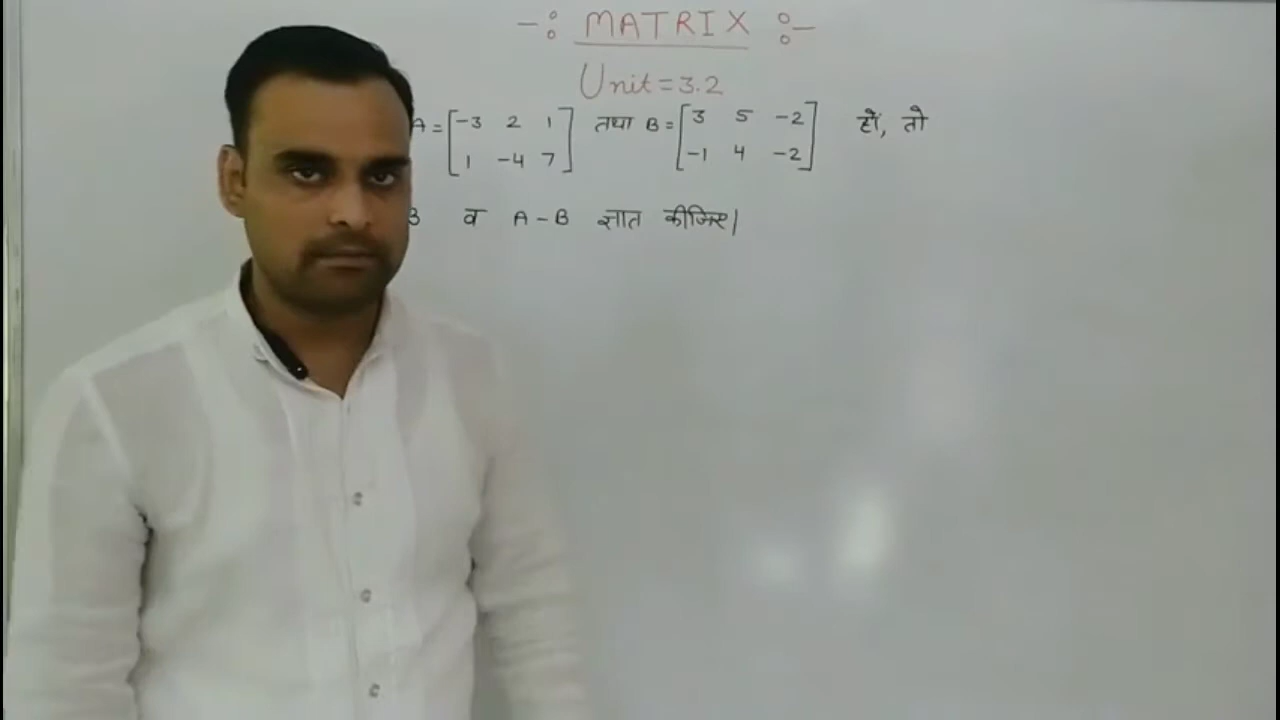 -: MATRIX :-
Unit = 3.2
A = [-3 2 1 तथा B = [3 5 -2] हों, तो
1 -4 7] -1 4 -2
B व A-B ज्ञात कीजिए।